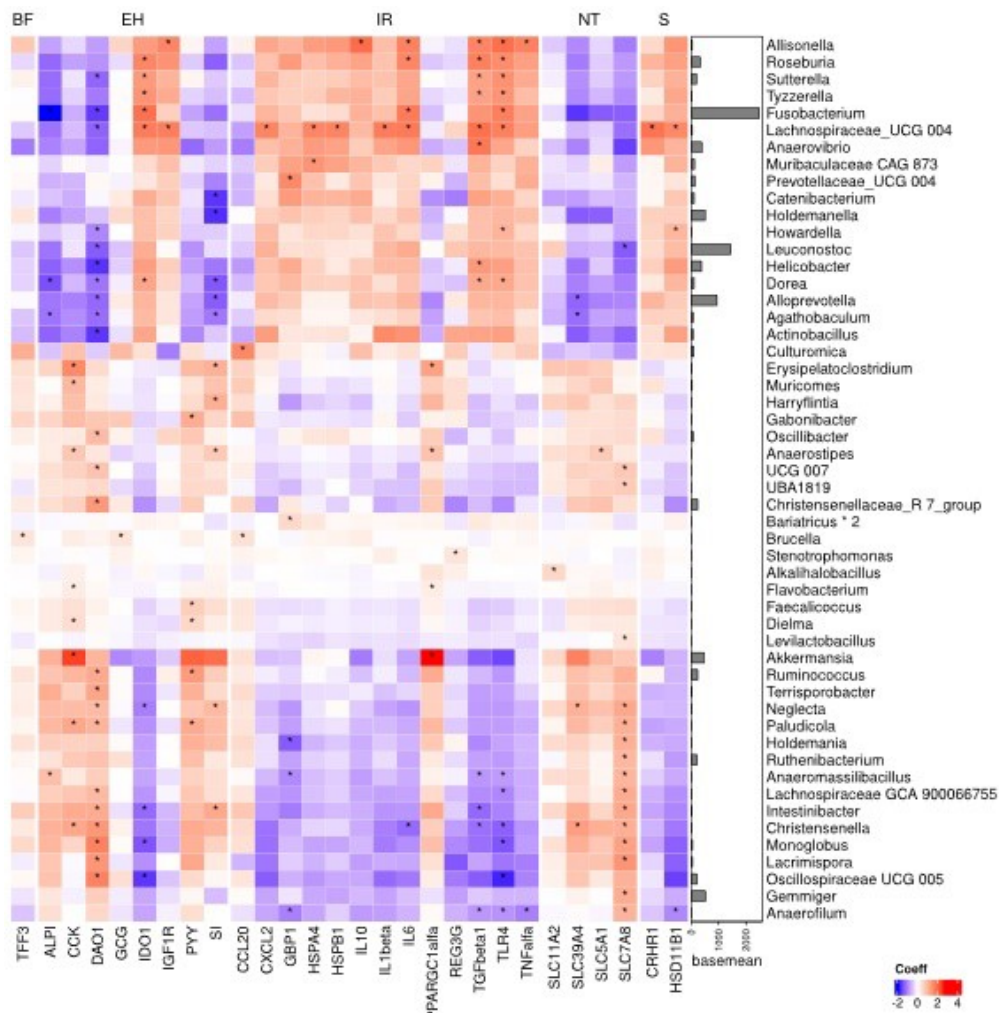 BF EH IR NT S
Allisonella
Roseburia
Sutterella
Tyzzerella
Fusobacterium
Lachnospiraceae_UCG 004
Anaerovibrio
Muribaculaceae CAG 873
Prevotellaceae_UCG 004
Catenibacterium
Holdemanella
Howardella
Leuconostoc
Helicobacter
Dorea
Alloprevotella
Agathobaculum
Actinobacillus
Culturomica
Erysipelatoclostridium
Muricomes
Harryflintia
Gabonibacter
Oscillibacter
Anaerostipes
UCG 007
UBA1819
Christensenellaceae_R 7_group
Bariatricus * 2
Brucella
Stenotrophomonas
Alkalihalobacillus
Flavobacterium
Faecalicoccus
Dielma
Levilactobacillus
Akkermansia
Ruminococcus
Terrisporobacter
Neglecta
Paludicola
Holdemania
Ruthenibacterium
Anaeromassilibacillus
Lachnospiraceae GCA 900066755
Intestinibacter
Christensenella
Monoglobus
Lacrimispora
Oscillospiraceae UCG 005
Gemmiger
Anaerofilum
TFF3 ALPI CCK DAO1 GCG IDO1 IGF1R PYY SI CCL20 CXCL2 GBP1 HSPA4 HSPB1 IL10 IL1beta IL6 PPARGC1alfa REG3G TGFbeta1 TLR4 TNFalfa SLC11A2 SLC39A4 SLC5A1 SLC7A8 CRHR1 HSD11B1
0 1000 2000
basemean
Coeff
-2 0 2 4